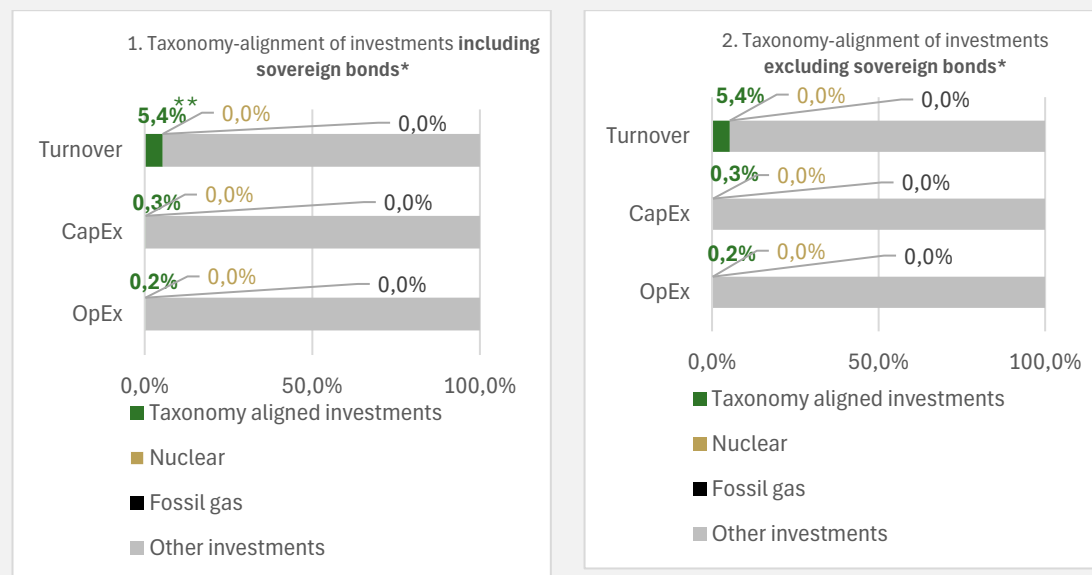 1. Taxonomy-alignment of investments including
sovereign bonds*
5,4%** 0,0% 0,0%
Turnover
0,3% 0,0% 0,0%
CapEx
0,2% 0,0% 0,0%
OpEx
0,0% 50,0% 100,0%
Taxonomy aligned investments
Nuclear
Fossil gas
Other investments
2. Taxonomy-alignment of investments
excluding sovereign bonds*
5,4% 0,0% 0,0%
Turnover
0,3% 0,0% 0,0%
CapEx
0,2% 0,0% 0,0%
OpEx
0,0% 50,0% 100,0%
Taxonomy aligned investments
Nuclear
Fossil gas
Other investments